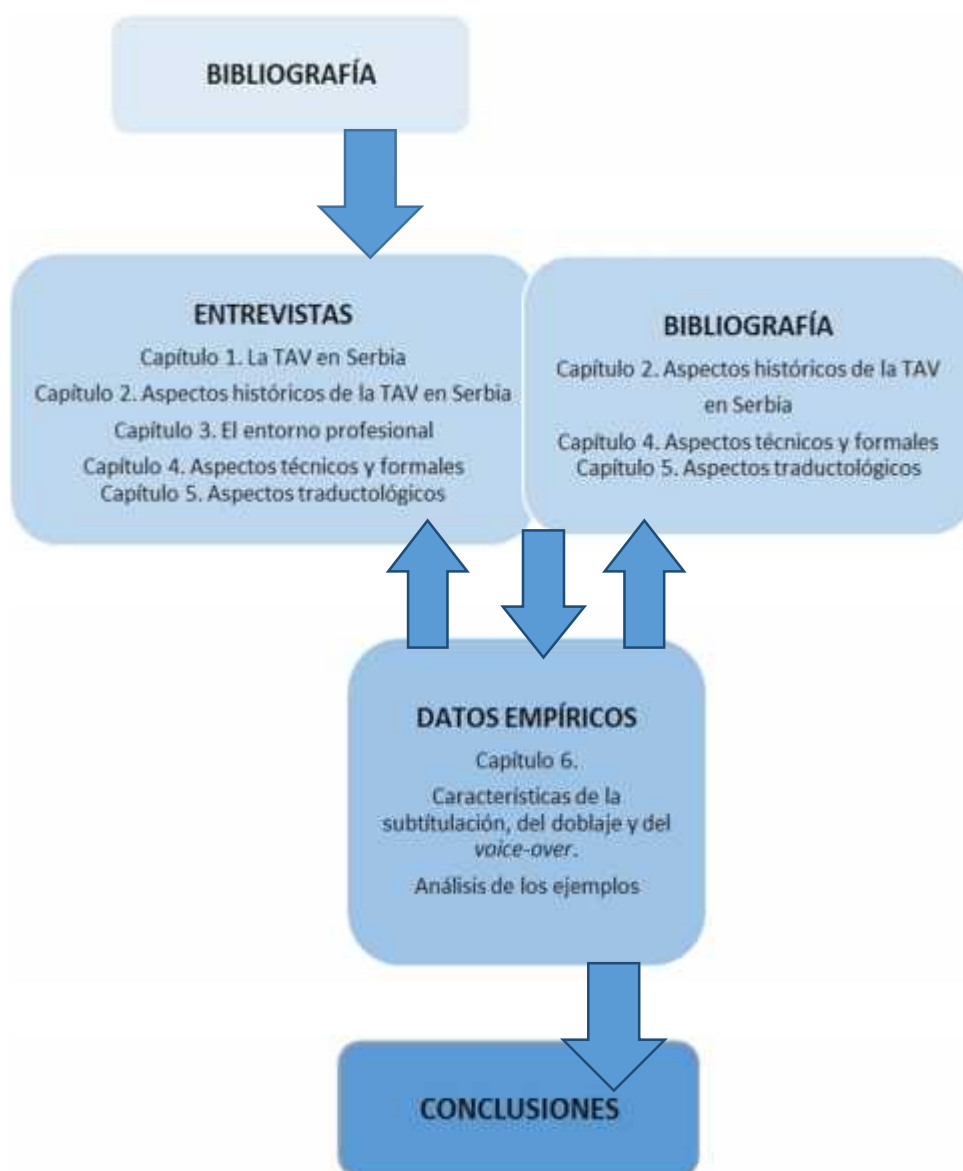 BIBLIOGRAFÍA
ENTREVISTAS
Capítulo 1. La TAV en Serbia
Capítulo 2. Aspectos históricos de la TAV en Serbia
Capítulo 3. El entorno profesional
Capítulo 4. Aspectos técnicos y formales
Capítulo 5. Aspectos traductológicos
BIBLIOGRAFÍA
Capítulo 2. Aspectos históricos de la TAV
en Serbia
Capítulo 4. Aspectos técnicos y formales
Capítulo 5. Aspectos traductológicos
DATOS EMPÍRICOS
Capítulo 6.
Características de la
subtítulación, del doblaje y del
voice-over.
Análisis de los ejemplos
CONCLUSIONES